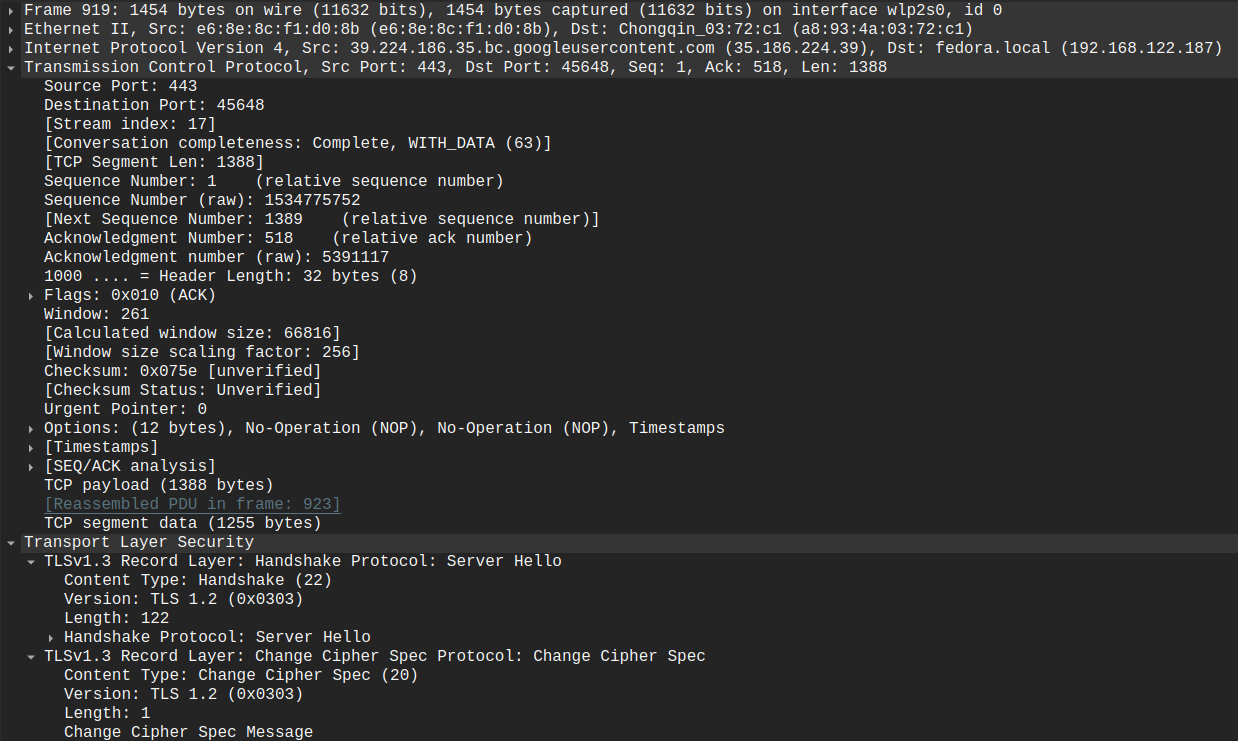 Frame 919: 1454 bytes on wire (11632 bits), 1454 bytes captured (11632 bits) on interface wlp2s0, id 0
Ethernet II, Src: e6:8e:8c:f1:d0:8b (e6:8e:8c:f1:d0:8b), Dst: Chongqin_03:72:c1 (a8:93:4a:03:72:c1)
Internet Protocol Version 4, Src: 39.224.186.35.bc.googleusercontent.com (35.186.224.39), Dst: fedora.local (192.168.122.187)
Transmission Control Protocol, Src Port: 443, Dst Port: 45648, Seq: 1, Ack: 518, Len: 1388
Source Port: 443
Destination Port: 45648
[Stream index: 17]
[Conversation completeness: Complete, WITH_DATA (63)]
[TCP Segment Len: 1388]
Sequence Number: 1    (relative sequence number)
Sequence Number (raw): 1534775752
[Next Sequence Number: 1389    (relative sequence number)]
Acknowledgment Number: 518    (relative ack number)
Acknowledgment number (raw): 5391117
1000 .... = Header Length: 32 bytes (8)
Flags: 0x010 (ACK)
Window: 261
[Calculated window size: 66816]
[Window size scaling factor: 256]
Checksum: 0x075e [unverified]
[Checksum Status: Unverified]
Urgent Pointer: 0
Options: (12 bytes), No-Operation (NOP), No-Operation (NOP), Timestamps
[Timestamps]
[SEQ/ACK analysis]
TCP payload (1388 bytes)
[Reassembled PDU in frame: 923]
TCP segment data (1255 bytes)
Transport Layer Security
TLSv1.3 Record Layer: Handshake Protocol: Server Hello
Content Type: Handshake (22)
Version: TLS 1.2 (0x0303)
Length: 122
Handshake Protocol: Server Hello
TLSv1.3 Record Layer: Change Cipher Spec Protocol: Change Cipher Spec
Content Type: Change Cipher Spec (20)
Version: TLS 1.2 (0x0303)
Length: 1
Change Cipher Spec Message